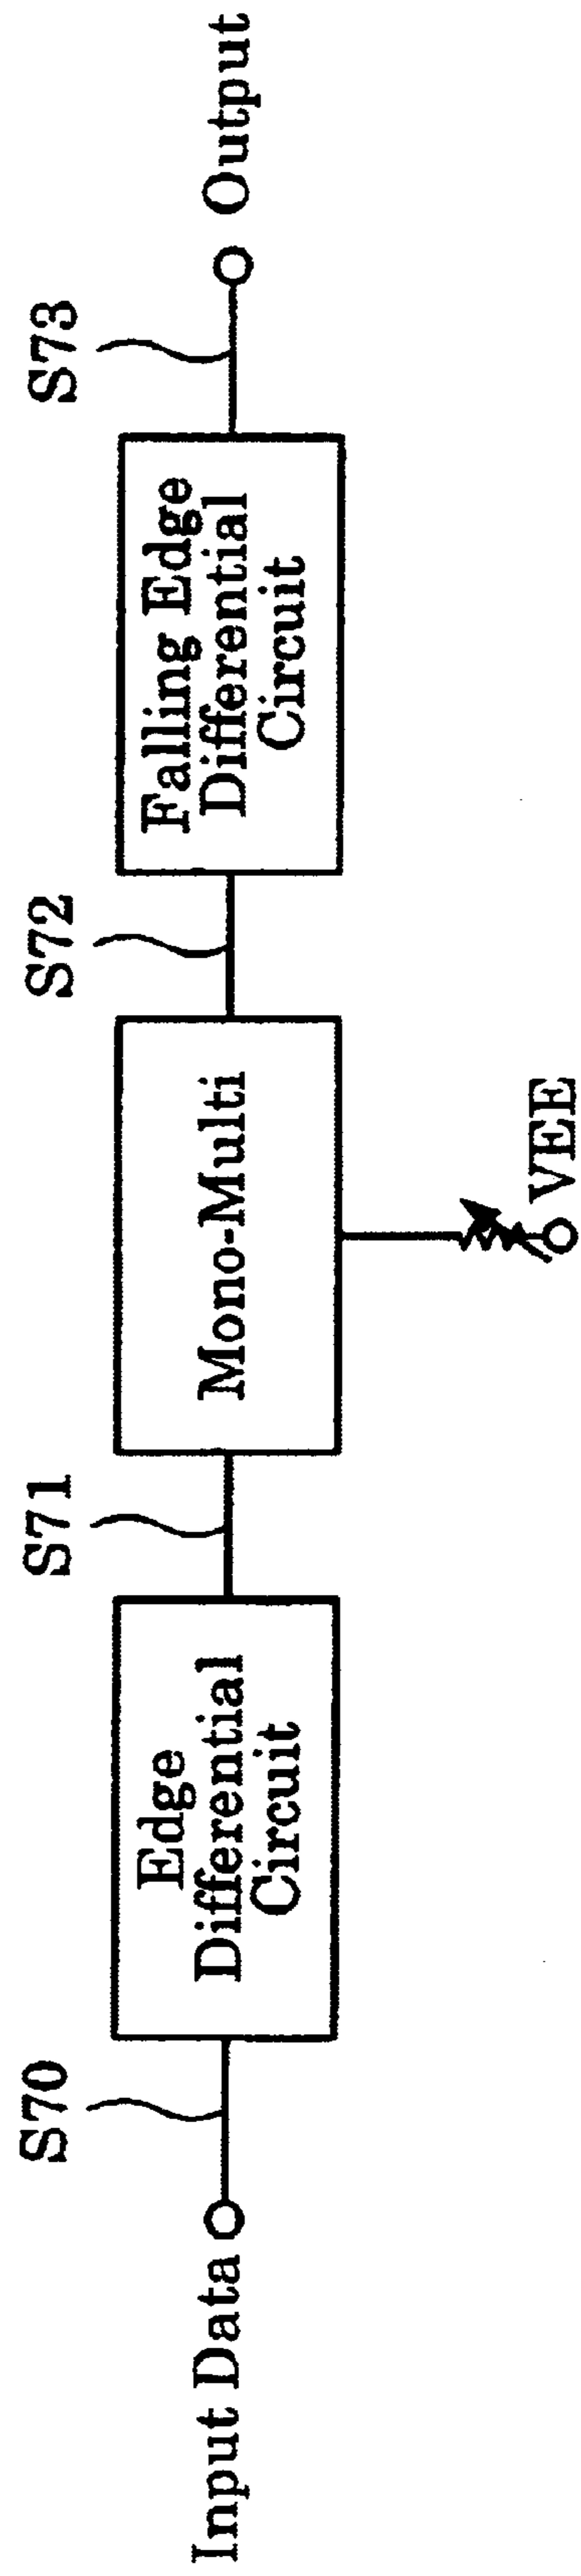 Input Data
S70
Edge
Differential
Circuit
S71
Mono-Multi
VEE
S72
Falling Edge
Differential
Circuit
S73
Output